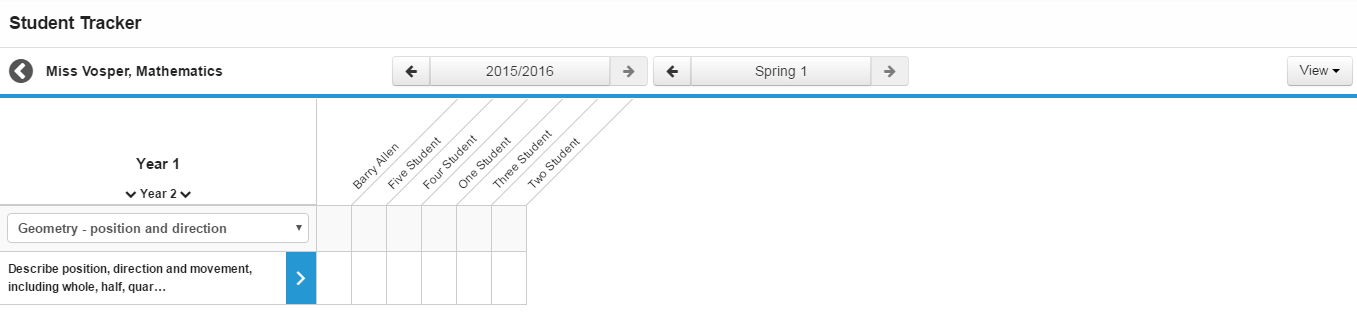 Student Tracker
Miss Vosper, Mathematics
2015/2016
Spring 1
View
Barry Allen
Five Student
Four Student
One Student
Three Student
Two Student
Year 1
Year 2
Geometry - position and direction
Describe position, direction and movement,
including whole, half, quar…